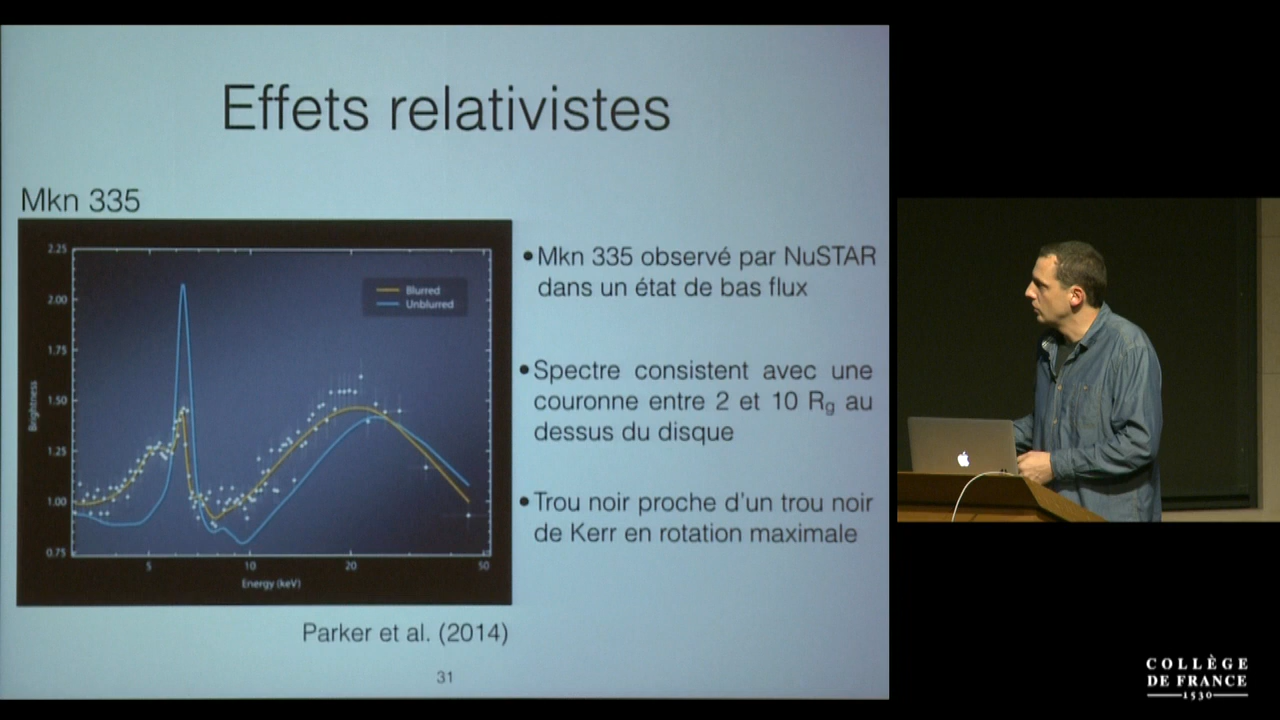 Effets relativistes
Mkn 335
2.25
2.00
1.75
1.50
1.25
1.00
0.75
Brightness
Blurred
Unblurred
5
10
20
50
Energy (keV)
Parker et al. (2014)
•Mkn 335 observé par NuSTAR
dans un état de bas flux
•Spectre consistent avec une
couronne entre 2 et 10 Rg au
dessus du disque
•Trou noir proche d'un trou noir
de Kerr en rotation maximale
31
COLLÈGE
DE FRANCE
1530